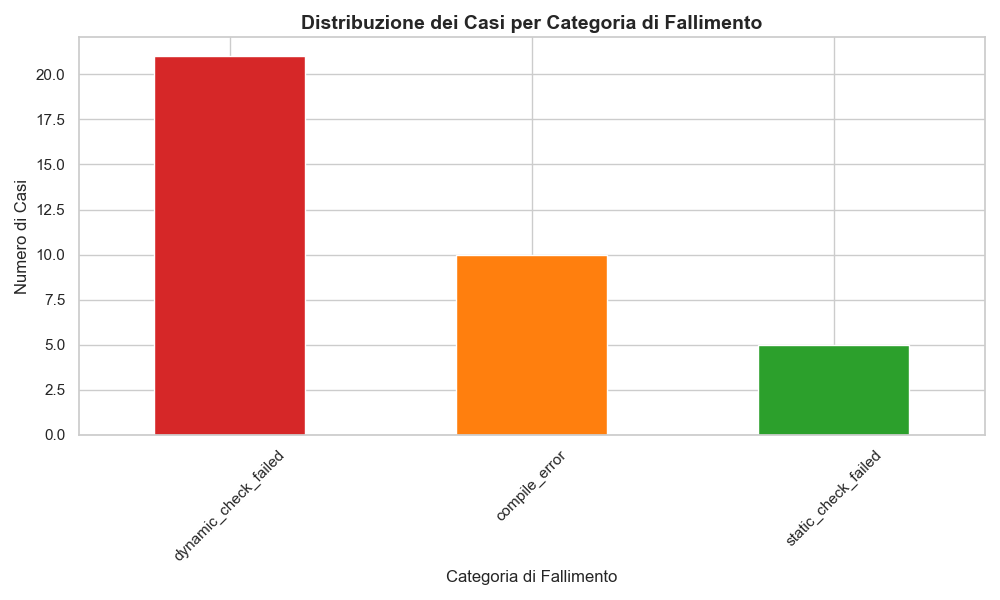 Distribuzione dei Casi per Categoria di Fallimento
Numero di Casi
20.0
17.5
15.0
12.5
10.0
7.5
5.0
2.5
0.0
dynamic_check_failed
compile_error
static_check_failed
Categoria di Fallimento